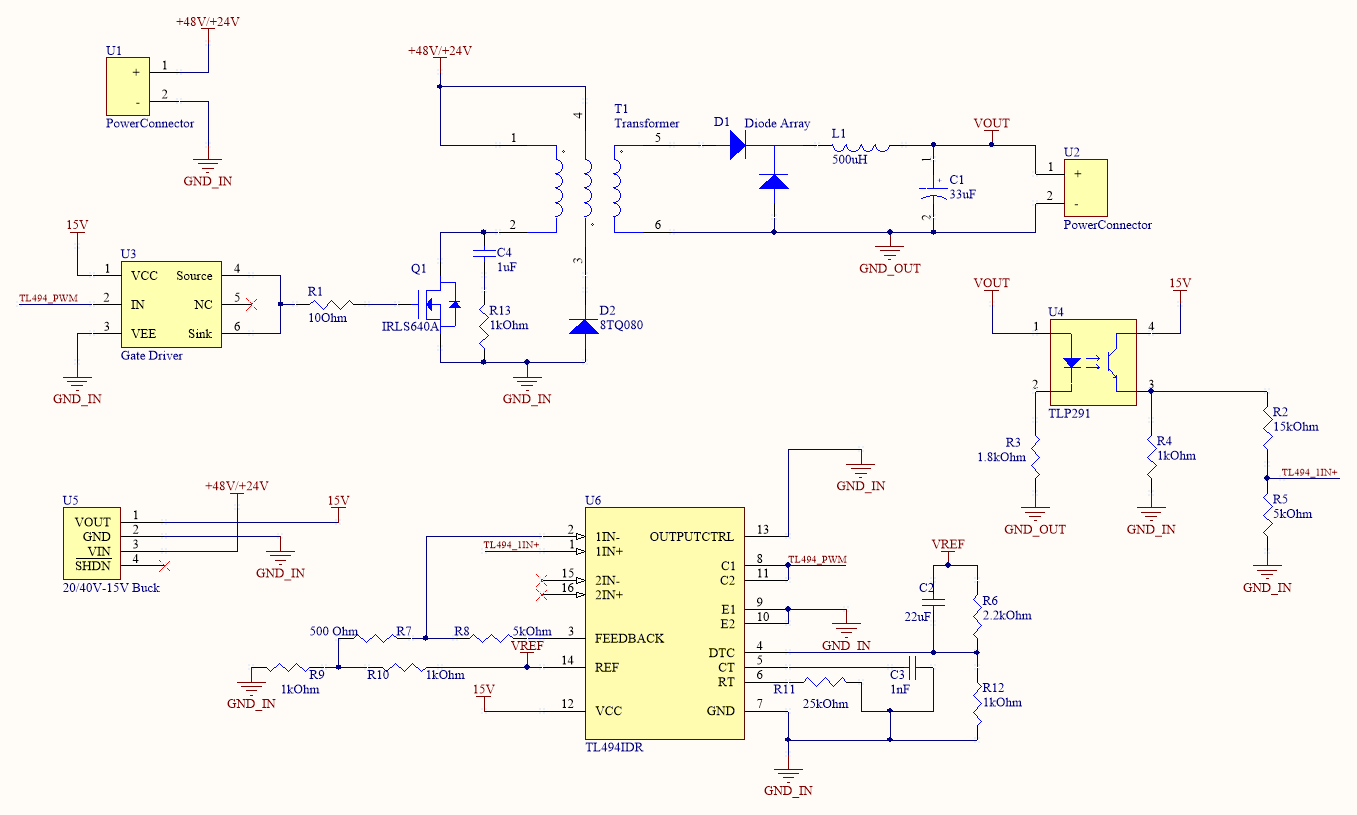 +48V/+24V
U1
+
1
-
2
PowerConnector
GND_IN
+48V/+24V
1
2
4
3
T1
Transformer
5
6
D1
Diode Array
L1
500uH
VOUT
1
C1
33uF
2
GND_OUT
U2
1
+
2
-
PowerConnector
15V
U3
1
VCC
Source
4
TL494_PWM
2
IN
NC
5
3
VEE
Sink
6
Gate Driver
GND_IN
R1
10Ohm
Q1
IRLS640A
C4
1uF
R13
1kOhm
D2
8TQ080
GND_IN
VOUT
15V
U4
1
4
2
3
TLP291
R3
1.8kOhm
GND_OUT
R4
1kOhm
GND_IN
R2
15kOhm
TL494_1IN+
R5
5kOhm
GND_IN
+48V/+24V
15V
U5
VOUT
1
GND
2
VIN
3
SHDN
4
20/40V-15V Buck
GND_IN
U6
2
1IN-
TL494_1IN+
1
1IN+
15
2IN-
16
2IN+
3
FEEDBACK
14
REF
12
VCC
OUTPUTCTRL
13
C1
8
C2
11
E1
9
E2
10
DTC
4
CT
5
RT
6
GND
7
TL494IDR
500 Ohm
R7
R8
5kOhm
VREF
R9
1kOhm
R10
1kOhm
GND_IN
15V
GND_IN
TL494_PWM
GND_IN
VREF
C2
22uF
R6
2.2kOhm
C3
1nF
R11
25kOhm
R12
1kOhm
GND_IN